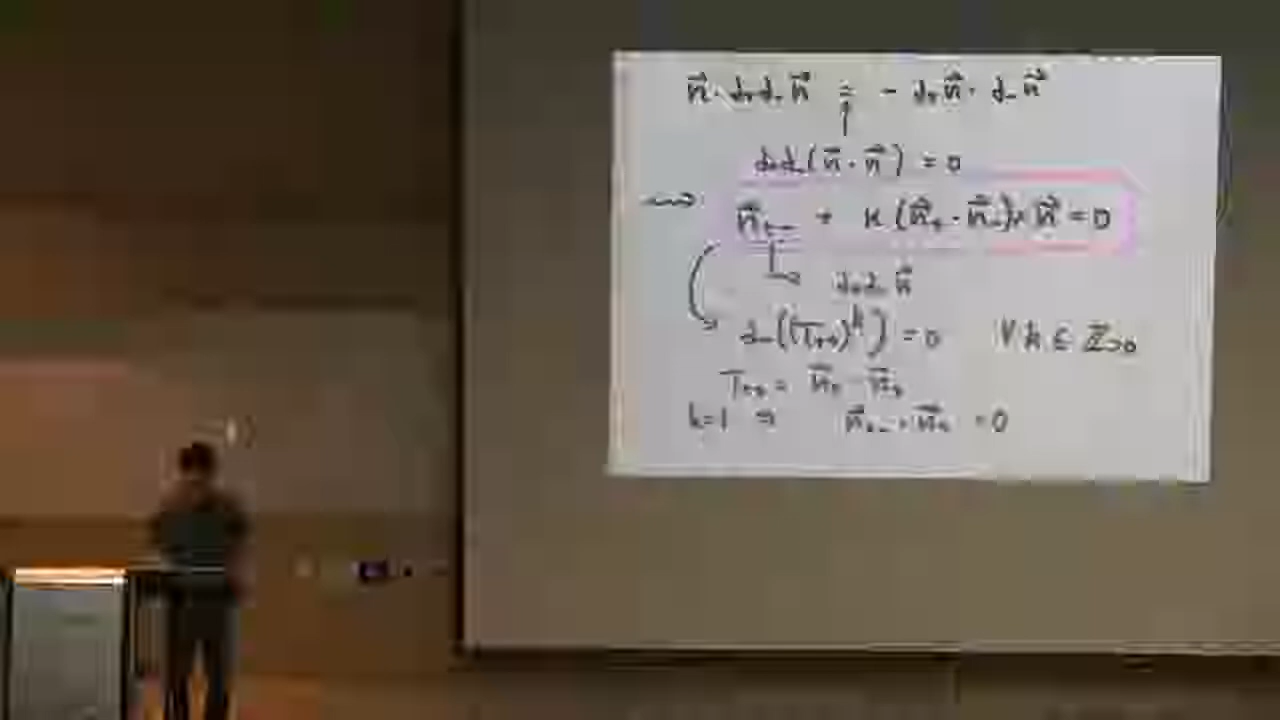 n⃗ · ∂₊∂₋ n⃗ = - ∂₊n⃗ · ∂₋n⃗
↑
∂₊∂₋(n⃗ · n⃗) = 0
⟹ n⃗₊₋ + (n⃗₊ · n⃗₋) n⃗ = 0
↳ ∂₊∂₋ n⃗
∂₋((T₊₊)^k) = 0 ∀ k ∈ ℤ>0
T₊₊ = n⃗₊ · n⃗₊
k=1 ⇒ n⃗₊₋ · n⃗₊ = 0